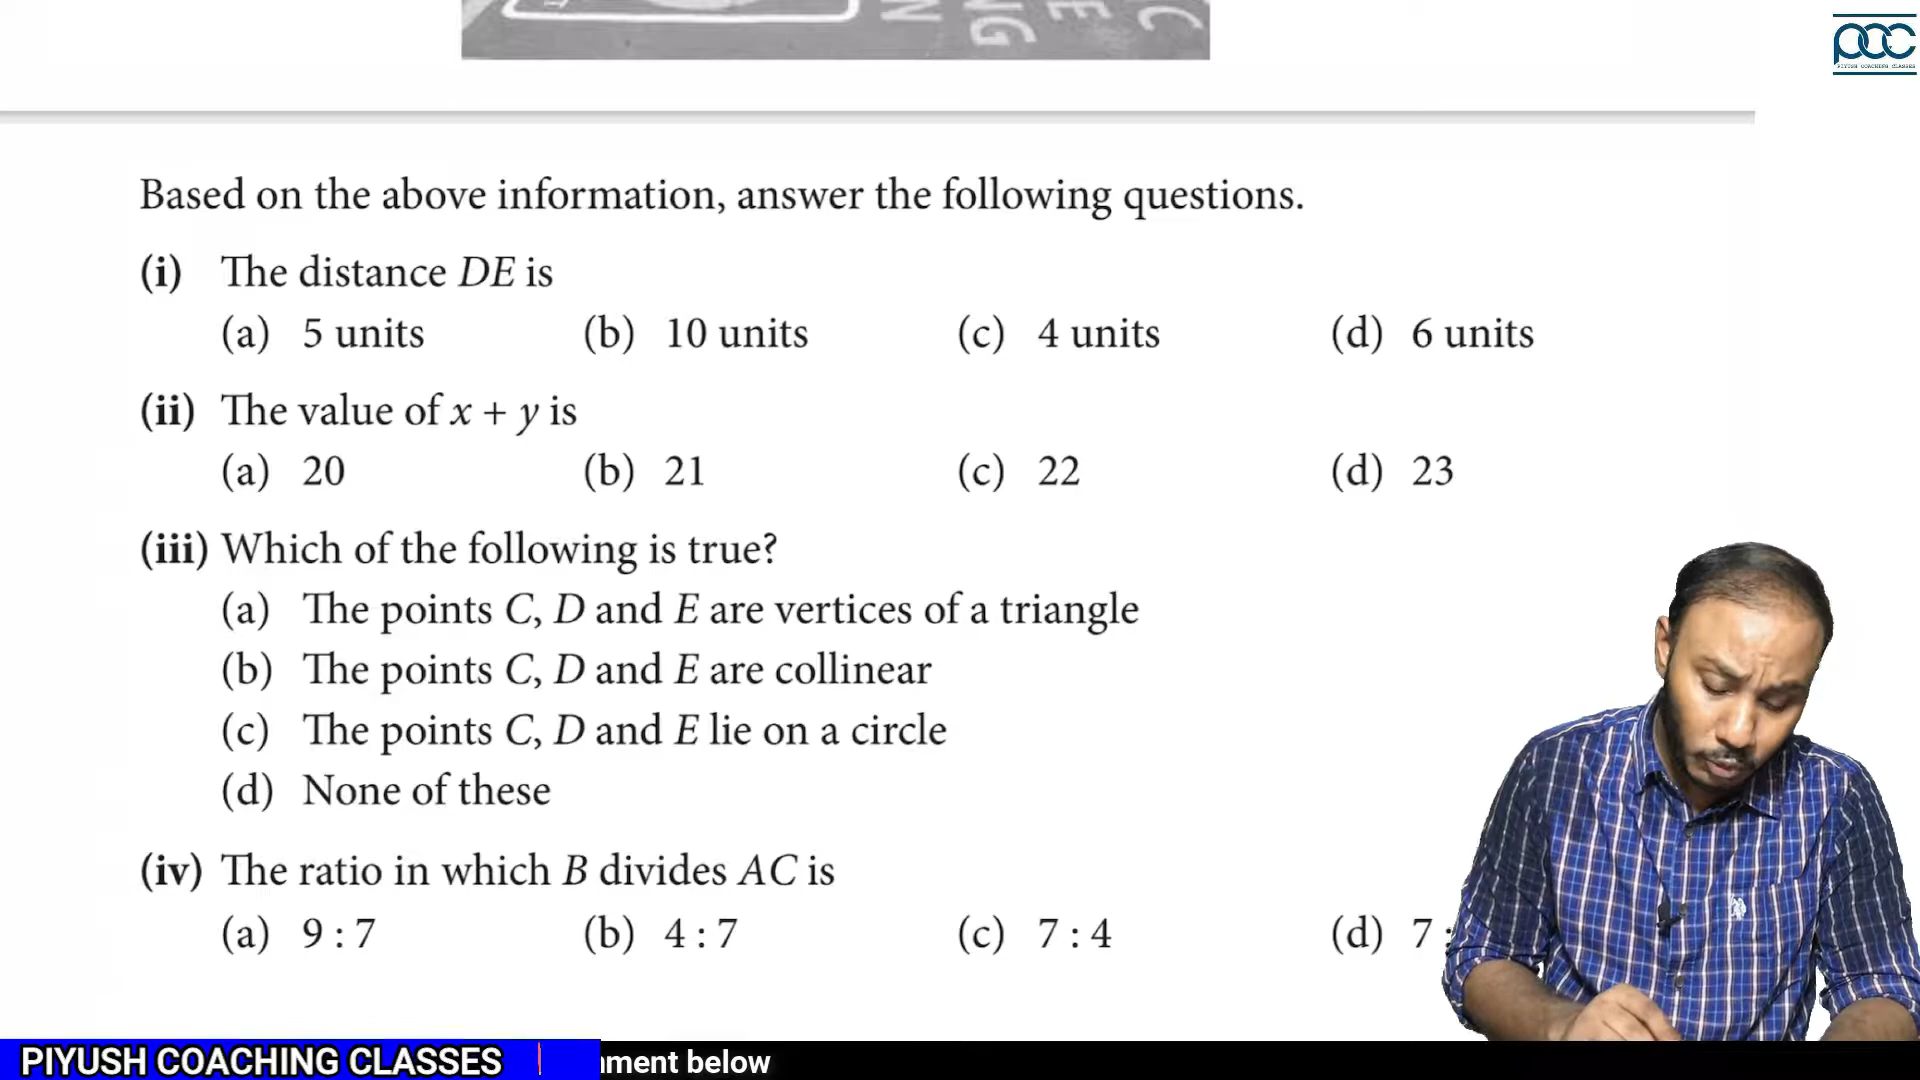 PCC
PIYUSH COACHING CLASSES
Based on the above information, answer the following questions.
(i) The distance DE is
(a) 5 units (b) 10 units (c) 4 units (d) 6 units
(ii) The value of x + y is
(a) 20 (b) 21 (c) 22 (d) 23
(iii) Which of the following is true?
(a) The points C, D and E are vertices of a triangle
(b) The points C, D and E are collinear
(c) The points C, D and E lie on a circle
(d) None of these
(iv) The ratio in which B divides AC is
(a) 9 : 7 (b) 4 : 7 (c) 7 : 4 (d) 7 :
PIYUSH COACHING CLASSES
ment below